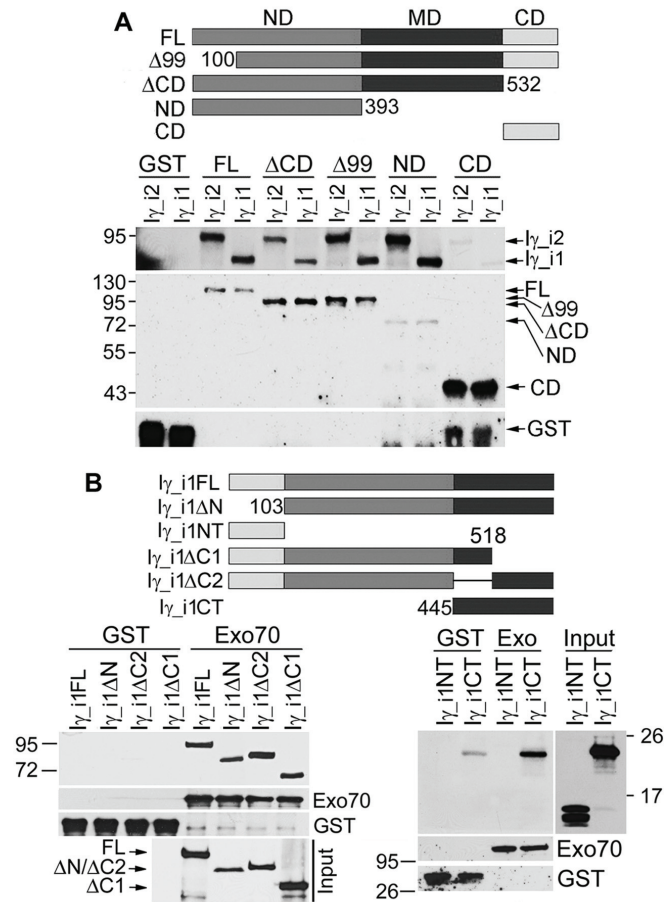 A
ND MD CD
FL
Δ99 100
ΔCD 532
ND 393
CD
GST FL ΔCD Δ99 ND CD
Iγ_i2 Iγ_i1 Iγ_i2 Iγ_i1 Iγ_i2 Iγ_i1 Iγ_i2 Iγ_i1 Iγ_i2 Iγ_i1 Iγ_i2 Iγ_i1
95 Iγ_i2
Iγ_i1
130 FL
95 Δ99
72 ΔCD
55 ND
43 CD
GST
B
Iγ_i1FL
Iγ_i1ΔN 103
Iγ_i1NT 518
Iγ_i1ΔC1
Iγ_i1ΔC2
Iγ_i1CT 445
GST Exo70
Iγ_i1FL Iγ_i1ΔN Iγ_i1ΔC2 Iγ_i1ΔC1 Iγ_i1FL Iγ_i1ΔN Iγ_i1ΔC2 Iγ_i1ΔC1
95
72
Exo70
GST
FL
ΔN/ΔC2
ΔC1
Input
GST Exo Input
Iγ_i1NT Iγ_i1CT Iγ_i1NT Iγ_i1CT Iγ_i1NT Iγ_i1CT
26
17
Exo70
95
26 GST